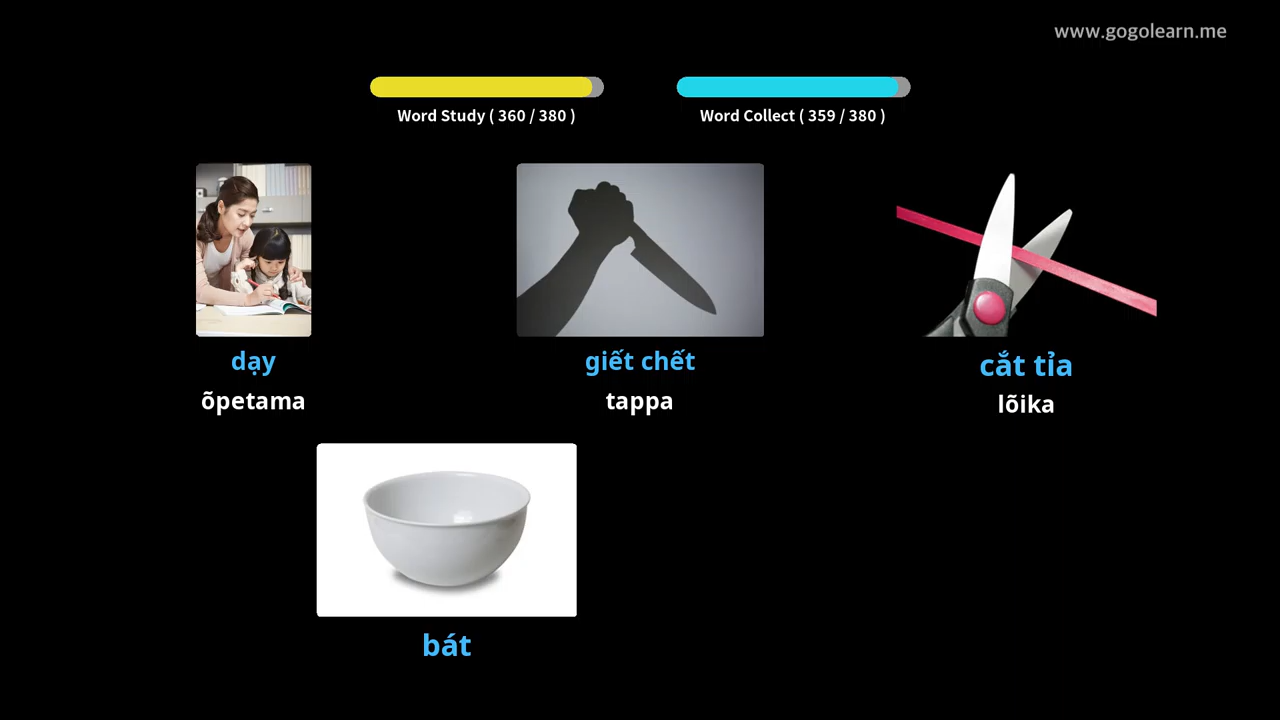 www.gogolearn.me
Word Study ( 360 / 380 )
Word Collect ( 359 / 380 )
dạy
õpetama
giết chết
tappa
cắt tỉa
lõika
bát